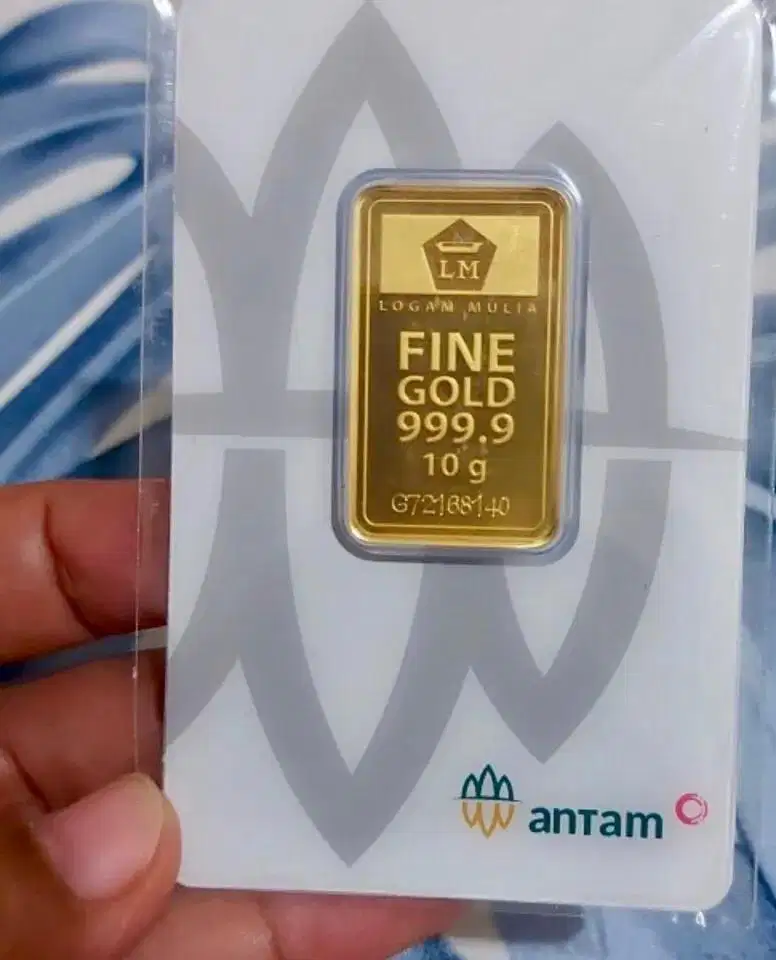 LM
LOGAM MULIA
FINE
GOLD
999.9
10 g
G72168140
antam